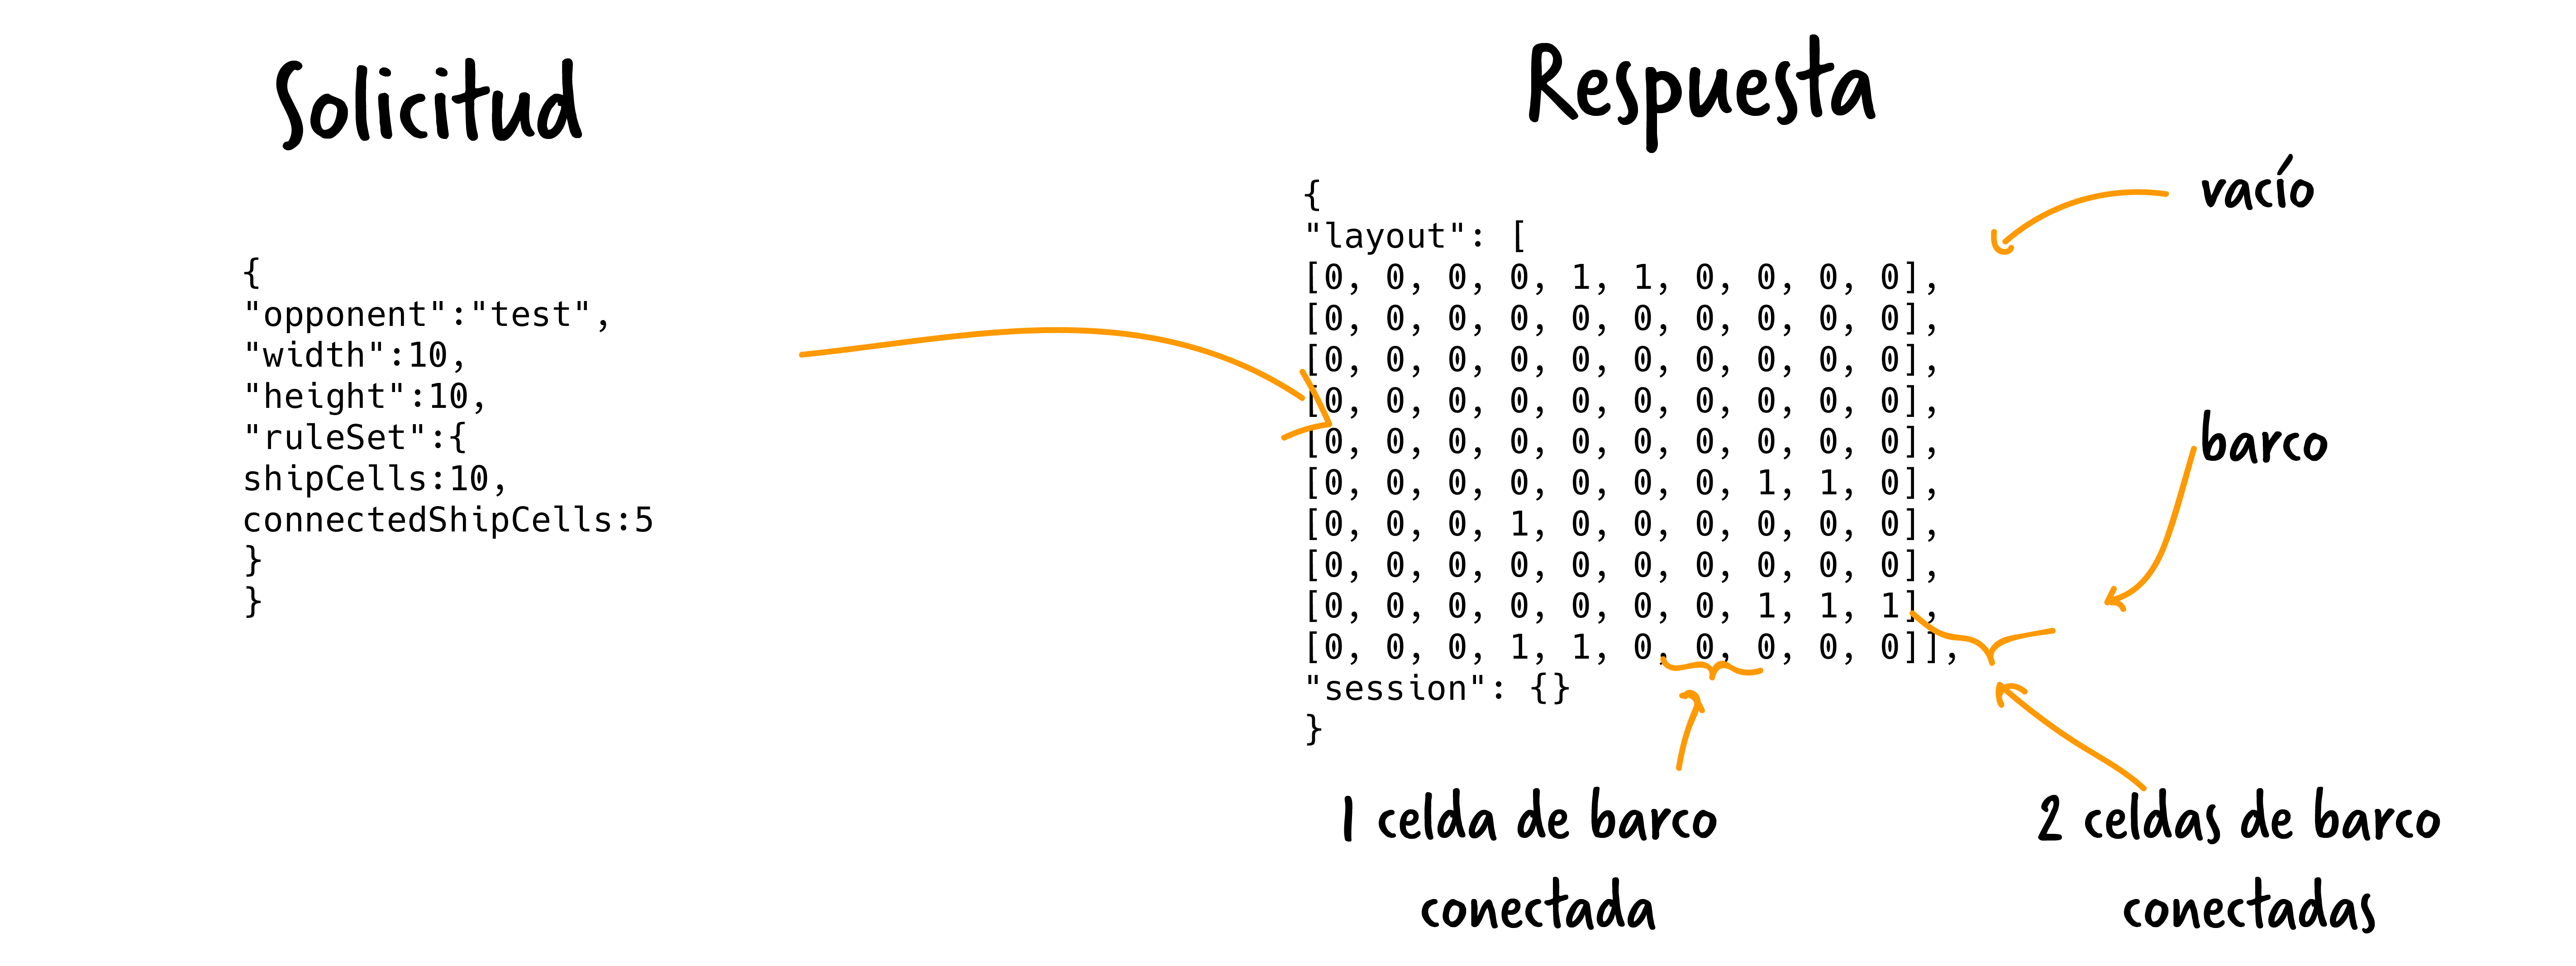 Solicitud
{
"opponent":"test",
"width":10,
"height":10,
"ruleSet":{
shipCells:10,
connectedShipCells:5
}
}
Respuesta
{
"layout": [
[0, 0, 0, 0, 1, 1, 0, 0, 0, 0],
[0, 0, 0, 0, 0, 0, 0, 0, 0, 0],
[0, 0, 0, 0, 0, 0, 0, 0, 0, 0],
[0, 0, 0, 0, 0, 0, 0, 0, 0, 0],
[0, 0, 0, 0, 0, 0, 0, 0, 0, 0],
[0, 0, 0, 0, 0, 0, 0, 1, 1, 0],
[0, 0, 0, 1, 0, 0, 0, 0, 0, 0],
[0, 0, 0, 0, 0, 0, 0, 0, 0, 0],
[0, 0, 0, 0, 0, 0, 0, 1, 1, 1],
[0, 0, 0, 1, 1, 0, 0, 0, 0, 0]],
"session": {}
}
vacío
barco
1 celda de barco
conectada
2 celdas de barco
conectadas